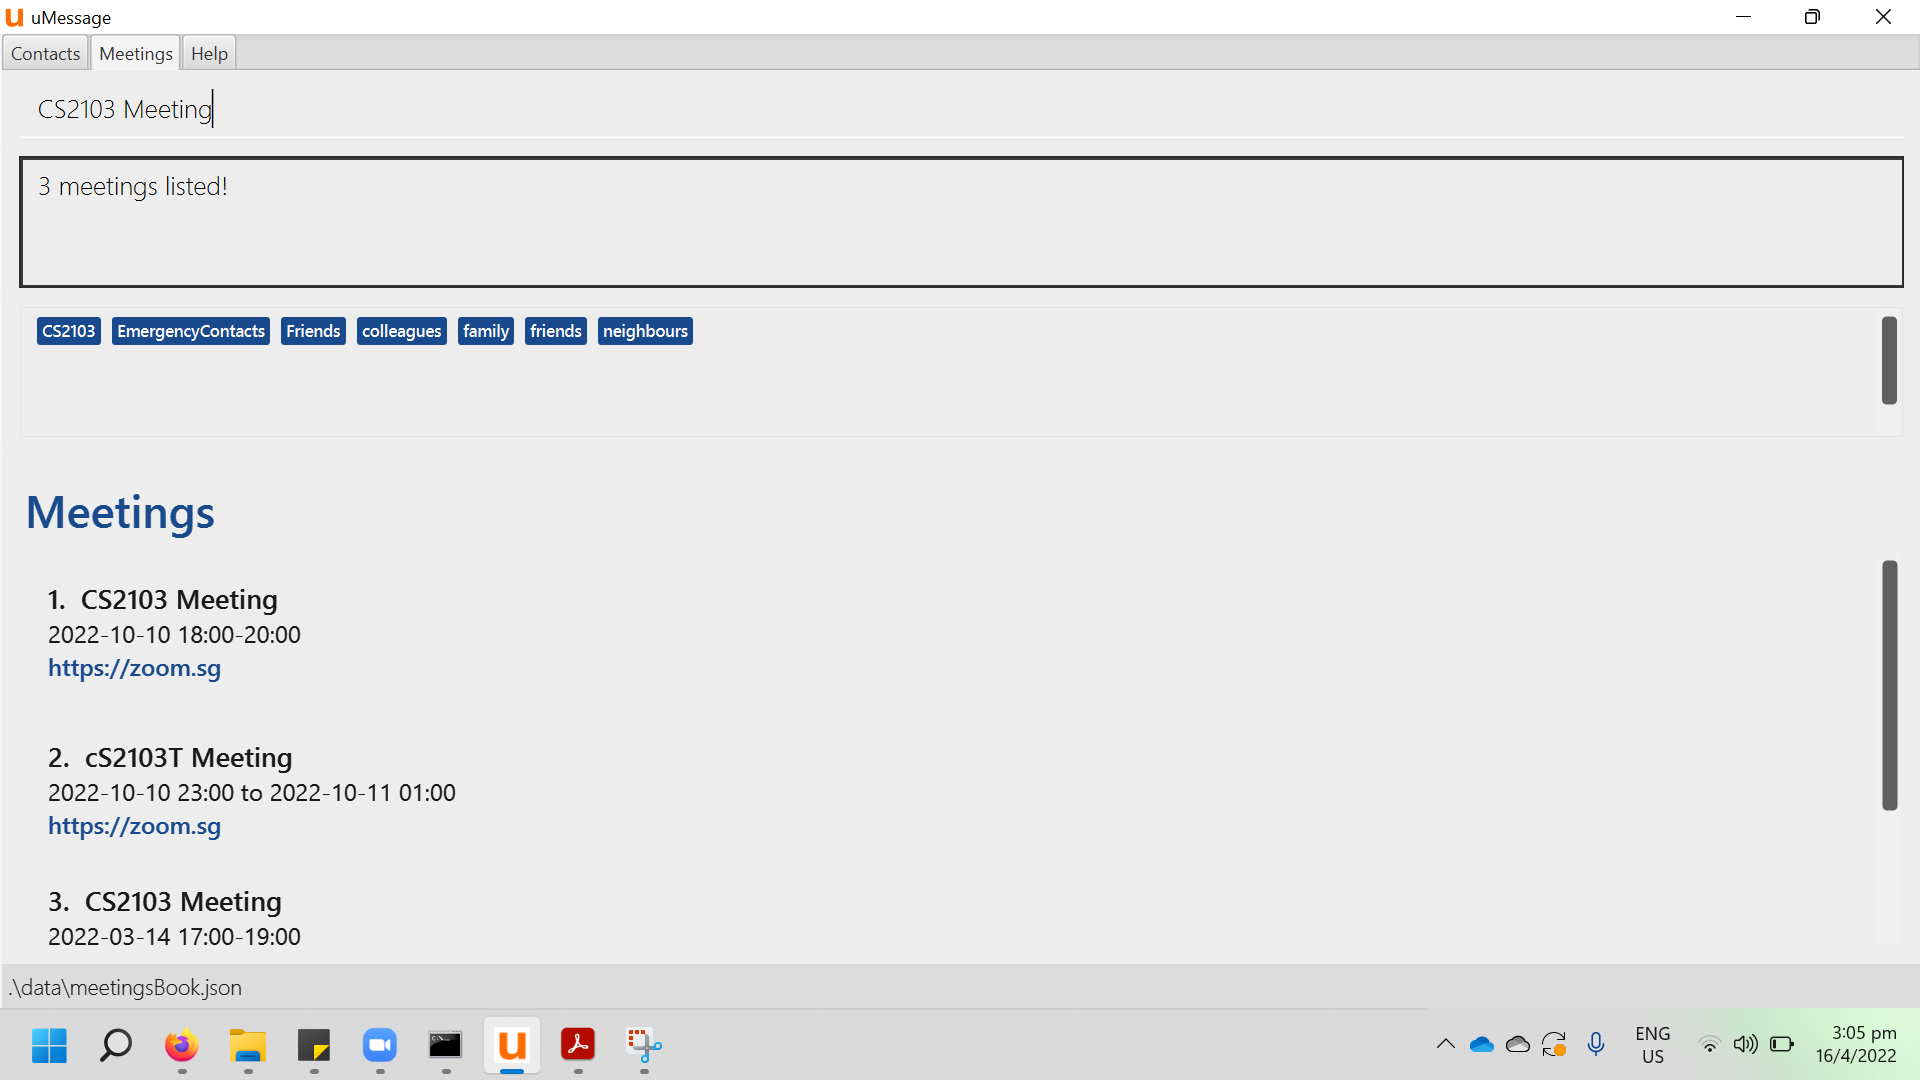 uMessage
Contacts Meetings Help
CS2103 Meeting
3 meetings listed!
CS2103 EmergencyContacts Friends colleagues family friends neighbours
Meetings
1. CS2103 Meeting
2022-10-10 18:00-20:00
https://zoom.sg
2. cS2103T Meeting
2022-10-10 23:00 to 2022-10-11 01:00
https://zoom.sg
3. CS2103 Meeting
2022-03-14 17:00-19:00
.\data\meetingsBook.json
ENG
US
3:05 pm
16/4/2022